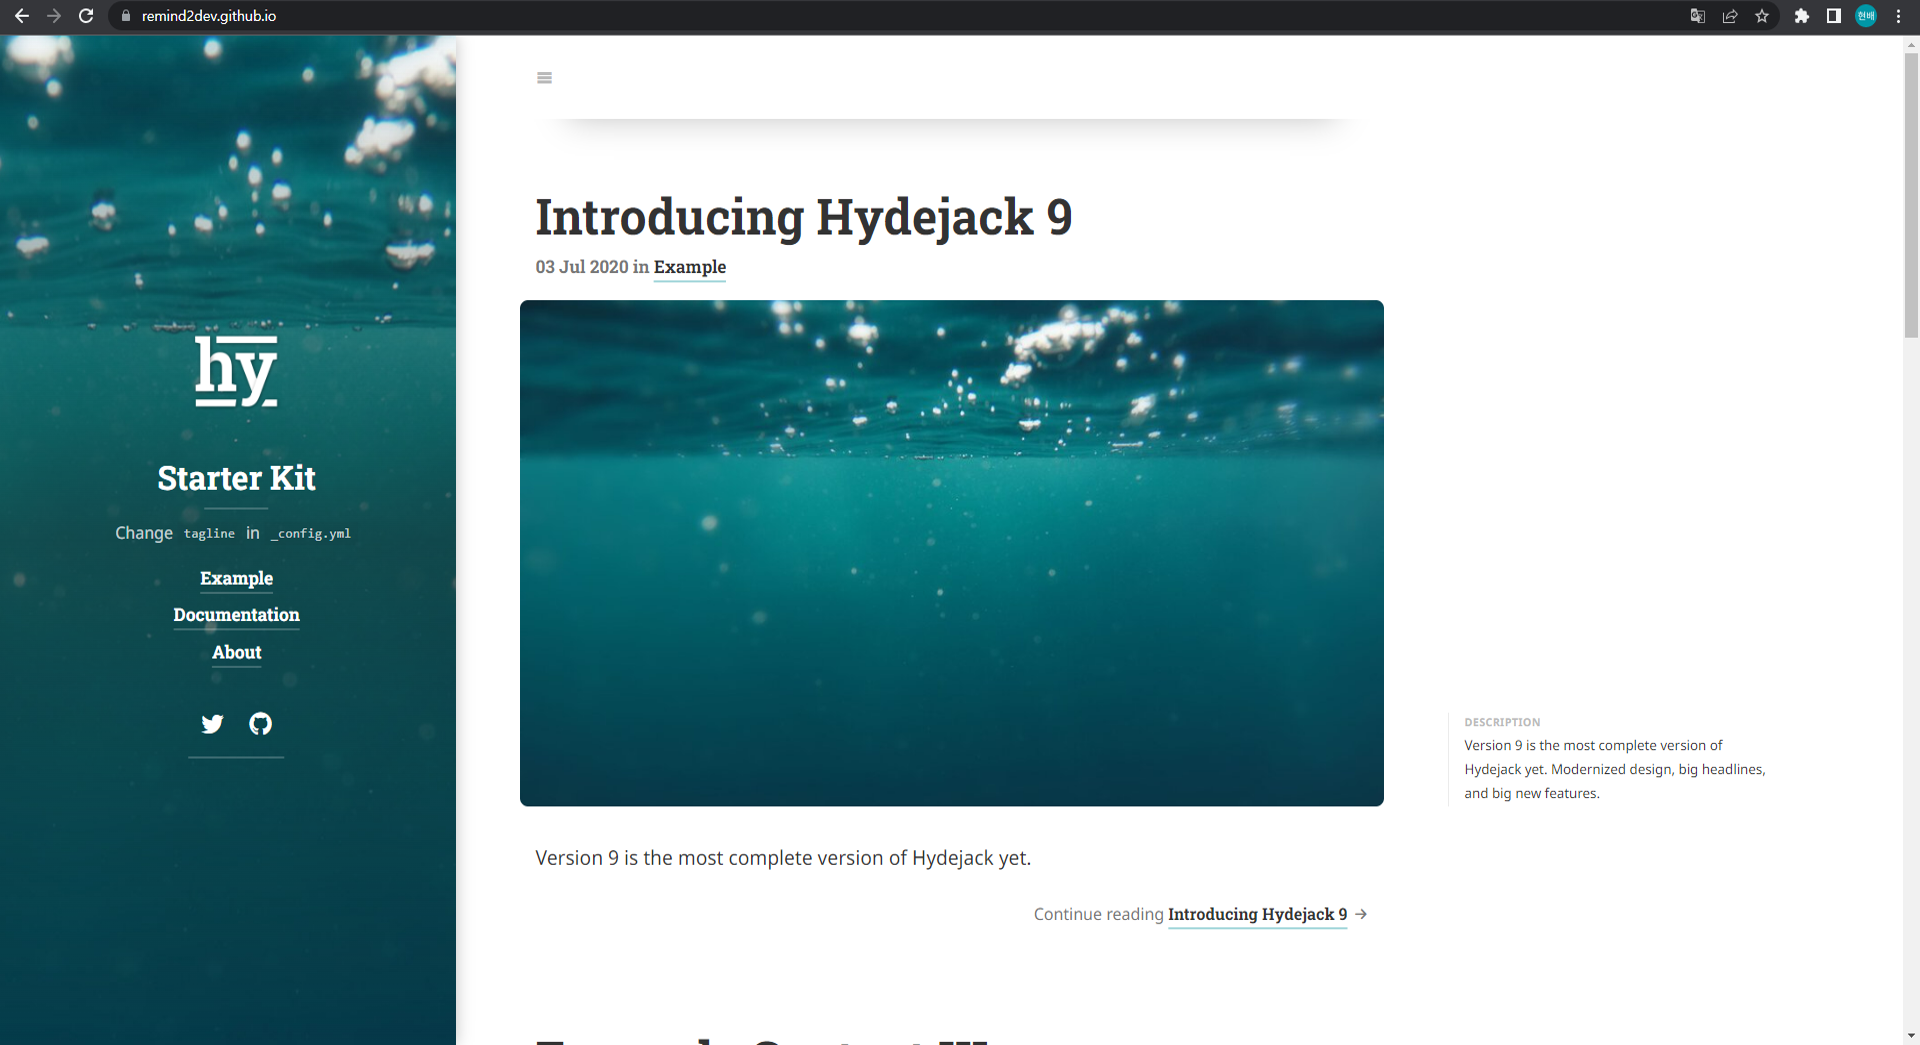 remind2dev.github.io
현배
hy
Starter Kit
Change tagline in _config.yml
Example
Documentation
About
Introducing Hydejack 9
03 Jul 2020 in Example
DESCRIPTION
Version 9 is the most complete version of
Hydejack yet. Modernized design, big headlines,
and big new features.
Version 9 is the most complete version of Hydejack yet.
Continue reading Introducing Hydejack 9 →